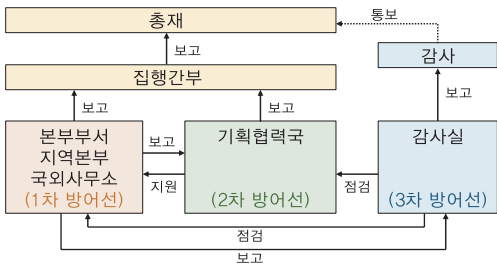 총재
통보
보고
감사
집행간부
보고
보고
보고
본부부서
지역본부
국외사무소
(1차 방어선)
보고
지원
기획협력국
(2차 방어선)
점검
감사실
(3차 방어선)
점검
보고